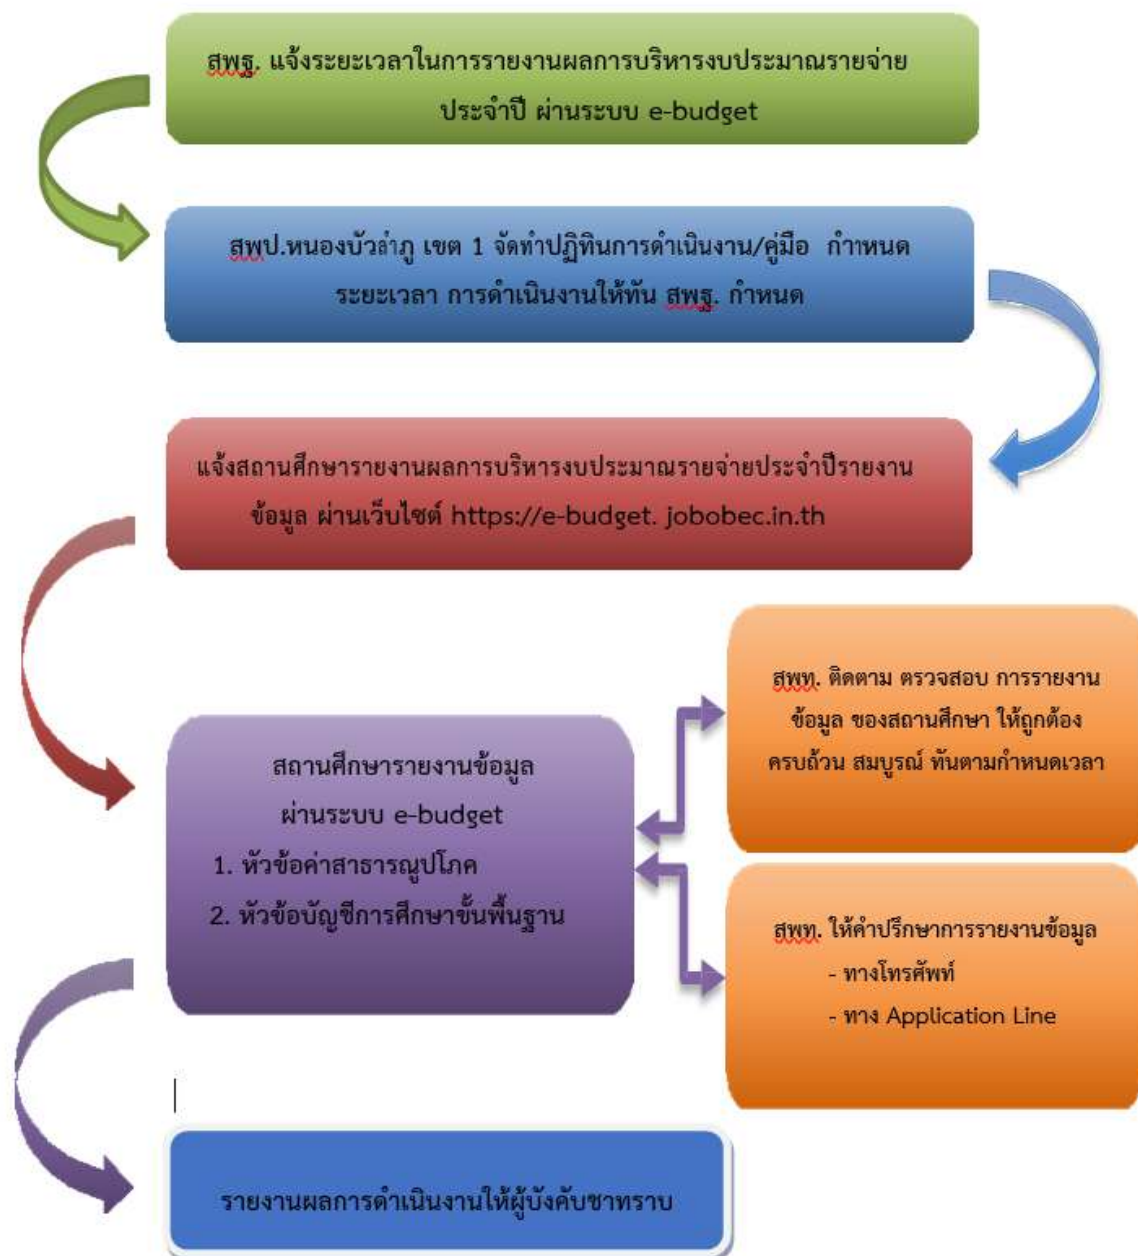 สพฐ. แจ้งระยะเวลาในการรายงานผลการบริหารงบประมาณรายจ่าย
ประจำปี ผ่านระบบ e-budget
สพป.หนองบัวลำภู เขต 1 จัดทำปฏิทินการดำเนินงาน/คู่มือ กำหนด
ระยะเวลา การดำเนินงานให้ทัน สพฐ. กำหนด
แจ้งสถานศึกษารายงานผลการบริหารงบประมาณรายจ่ายประจำปีรายงาน
ข้อมูล ผ่านเว็บไซต์ https://e-budget. jobobec.in.th
สถานศึกษารายงานข้อมูล
ผ่านระบบ e-budget
1. หัวข้อค่าสาธารณูปโภค
2. หัวข้อบัญชีการศึกษาขั้นพื้นฐาน
สพท. ติดตาม ตรวจสอบ การรายงาน
ข้อมูล ของสถานศึกษา ให้ถูกต้อง
ครบถ้วน สมบูรณ์ ทันตามกำหนดเวลา
สพท. ให้คำปรึกษาการรายงานข้อมูล
- ทางโทรศัพท์
- ทาง Application Line
รายงานผลการดำเนินงานให้ผู้บังคับชาทราบ